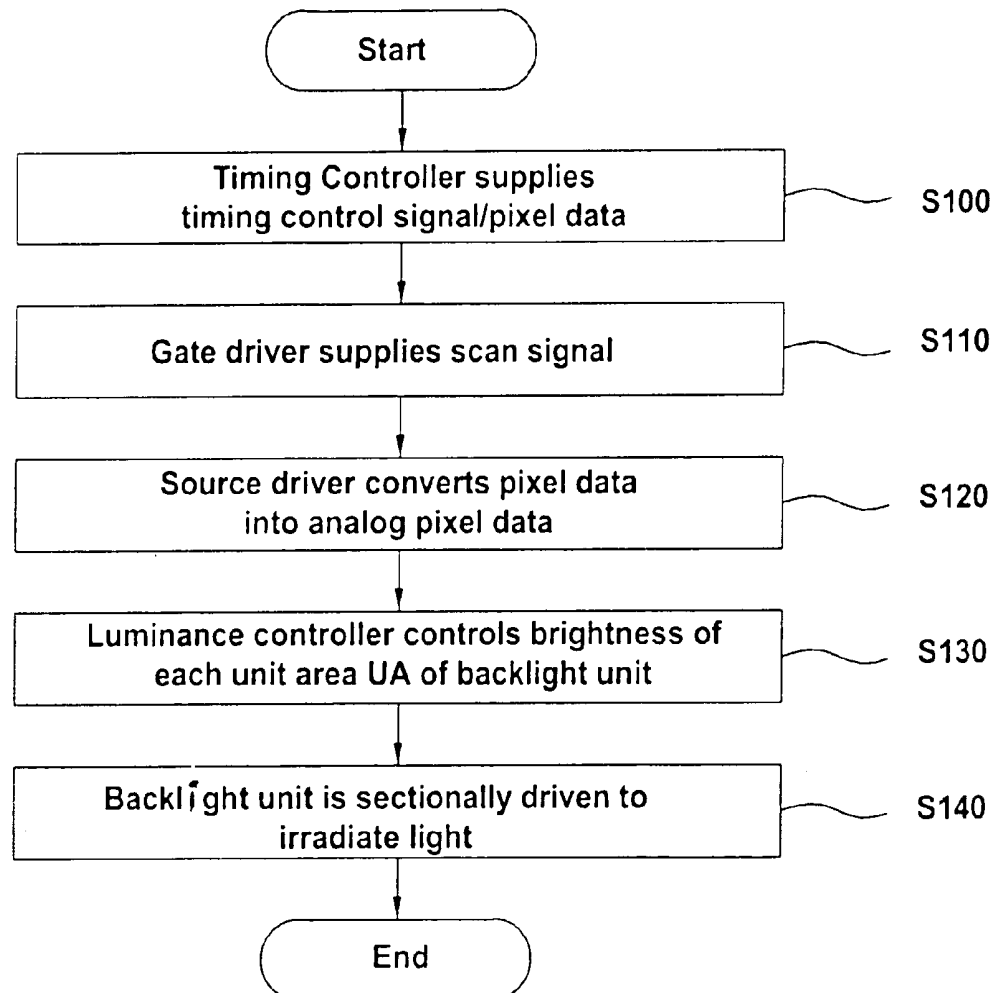 Start
Timing Controller supplies
timing control signal/pixel data
S100
Gate driver supplies scan signal
S110
Source driver converts pixel data
into analog pixel data
S120
Luminance controller controls brightness of
each unit area UA of backlight unit
S130
Backlight unit is sectionally driven to
irradiate light
S140
End